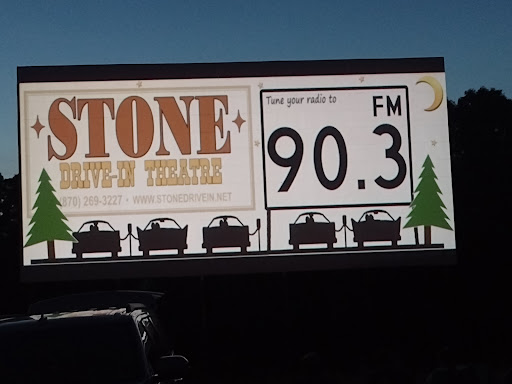 STONE
DRIVE-IN THEATRE
(870) 269-3227 • WWW.STONEDRIVEIN.NET
Tune your radio to
FM
90.3